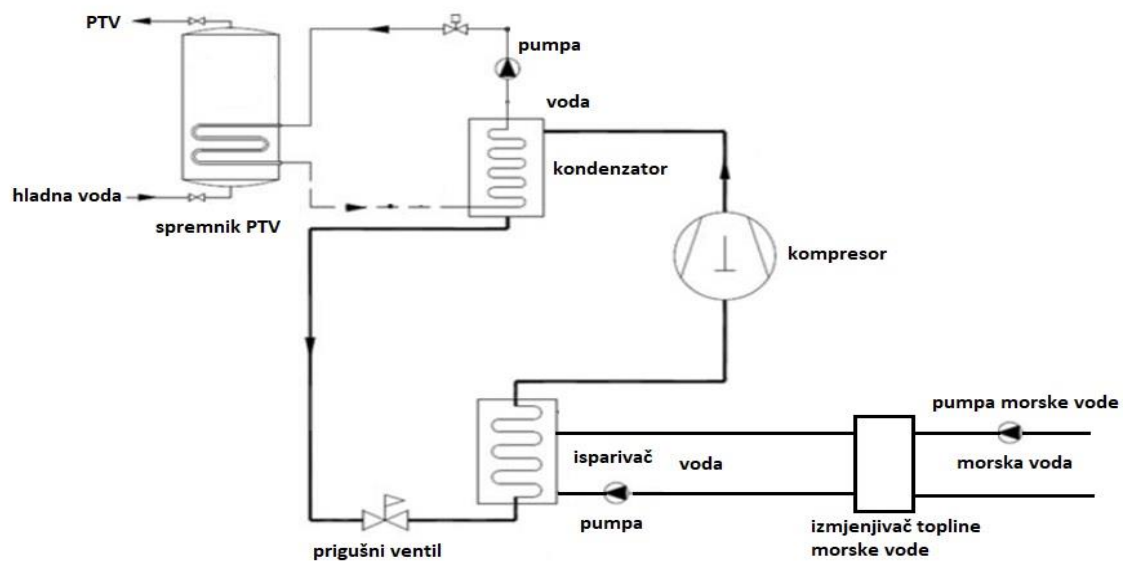 PTV
pumpa
voda
kondenzator
hladna voda
spremnik PTV
kompresor
pumpa morske vode
isparivač
voda
morska voda
pumpa
izmjenjivač topline
morske vode
prigušni ventil